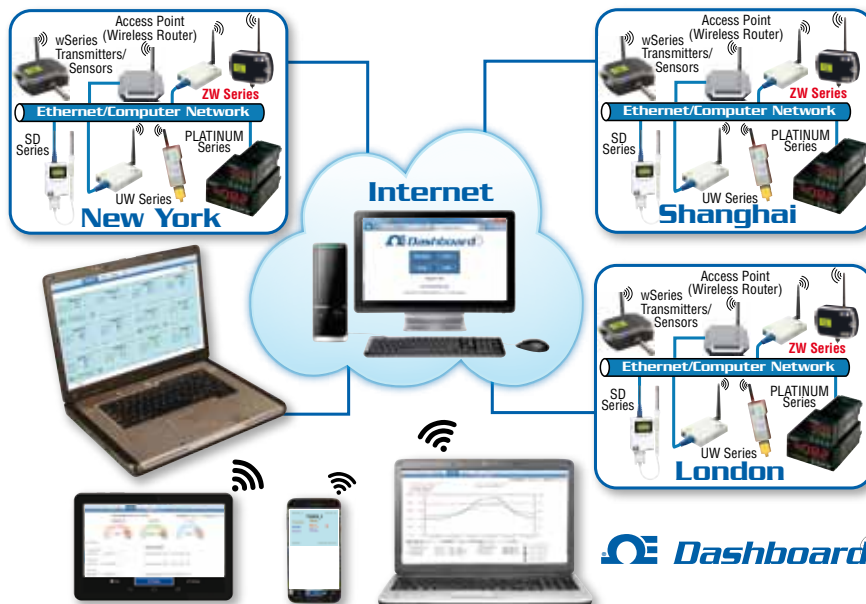 Access Point
(Wireless Router)
wSeries
Transmitters/
Sensors
ZW Series
Ethernet/Computer Network
SD
Series
PLATINUM
Series
UW Series
New York
Internet
Dashboard
Access Point
(Wireless Router)
wSeries
Transmitters/
Sensors
ZW Series
Ethernet/Computer Network
SD
Series
PLATINUM
Series
UW Series
Shanghai
Access Point
(Wireless Router)
wSeries
Transmitters/
Sensors
ZW Series
Ethernet/Computer Network
SD
Series
PLATINUM
Series
UW Series
London
Dashboard